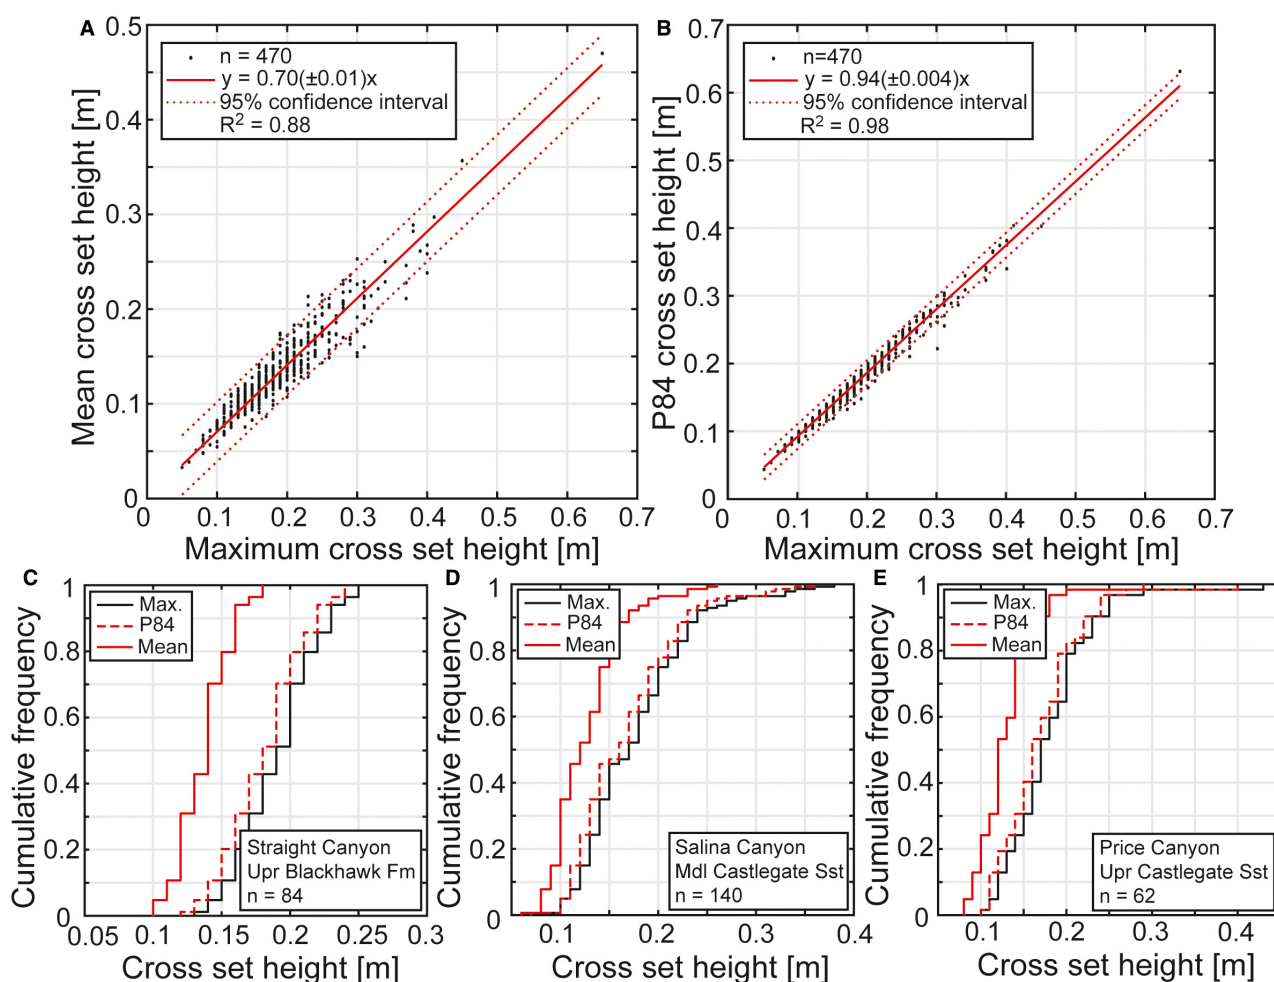 A
n = 470
y = 0.70(±0.01)x
95% confidence interval
R² = 0.88
Mean cross set height [m]
0.5
0.4
0.3
0.2
0.1
0
0 0.1 0.2 0.3 0.4 0.5 0.6 0.7
Maximum cross set height [m]
B
n=470
y = 0.94(±0.004)x
95% confidence interval
R² = 0.98
P84 cross set height [m]
0.7
0.6
0.5
0.4
0.3
0.2
0.1
0
0 0.1 0.2 0.3 0.4 0.5 0.6 0.7
Maximum cross set height [m]
C
Max.
P84
Mean
Cumulative frequency
1
0.8
0.6
0.4
0.2
0
Straight Canyon
Upr Blackhawk Fm
n = 84
0.05 0.1 0.15 0.2 0.25 0.3
Cross set height [m]
D
Max.
P84
Mean
Cumulative frequency
1
0.8
0.6
0.4
0.2
0
Salina Canyon
Mdl Castlegate Sst
n = 140
0.1 0.2 0.3 0.4
Cross set height [m]
E
Max.
P84
Mean
Cumulative frequency
1
0.8
0.6
0.4
0.2
0
Price Canyon
Upr Castlegate Sst
n = 62
0.1 0.2 0.3 0.4
Cross set height [m]